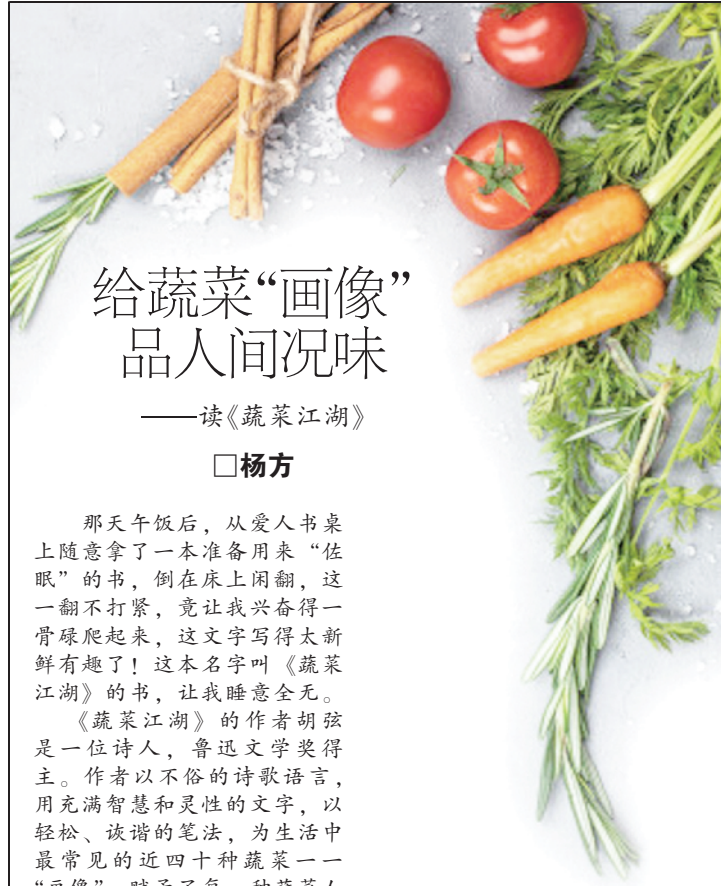 给蔬菜“画像”
品人间况味
——读《蔬菜江湖》
□杨方
那天午饭后，从爱人书桌
上随意拿了一本准备用来“佐
眠”的书，倒在床上闲翻，这
一翻不打紧，竟让我兴奋得一
骨碌爬起来，这文字写得太新
鲜有趣了！这本名字叫《蔬菜
江湖》的书，让我睡意全无。
《蔬菜江湖》的作者胡弦
是一位诗人，鲁迅文学奖得
主。作者以不俗的诗歌语言，
用充满智慧和灵性的文字，以
轻松、诙谐的笔法，为生活中
最常见的近四十种蔬菜一一